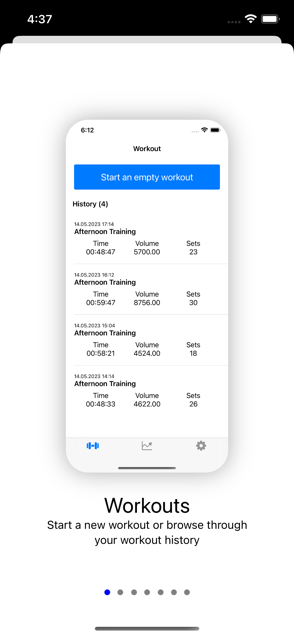 4:37
6:12
Workout
Start an empty workout
History (4)
14.05.2023 17:14
Afternoon Training
Time Volume Sets
00:48:47 5700.00 23
14.05.2023 16:12
Afternoon Training
Time Volume Sets
00:59:47 8756.00 30
14.05.2023 15:04
Afternoon Training
Time Volume Sets
00:58:21 4524.00 18
14.05.2023 14:14
Afternoon Training
Time Volume Sets
00:48:33 4622.00 26
Workouts
Start a new workout or browse through
your workout history